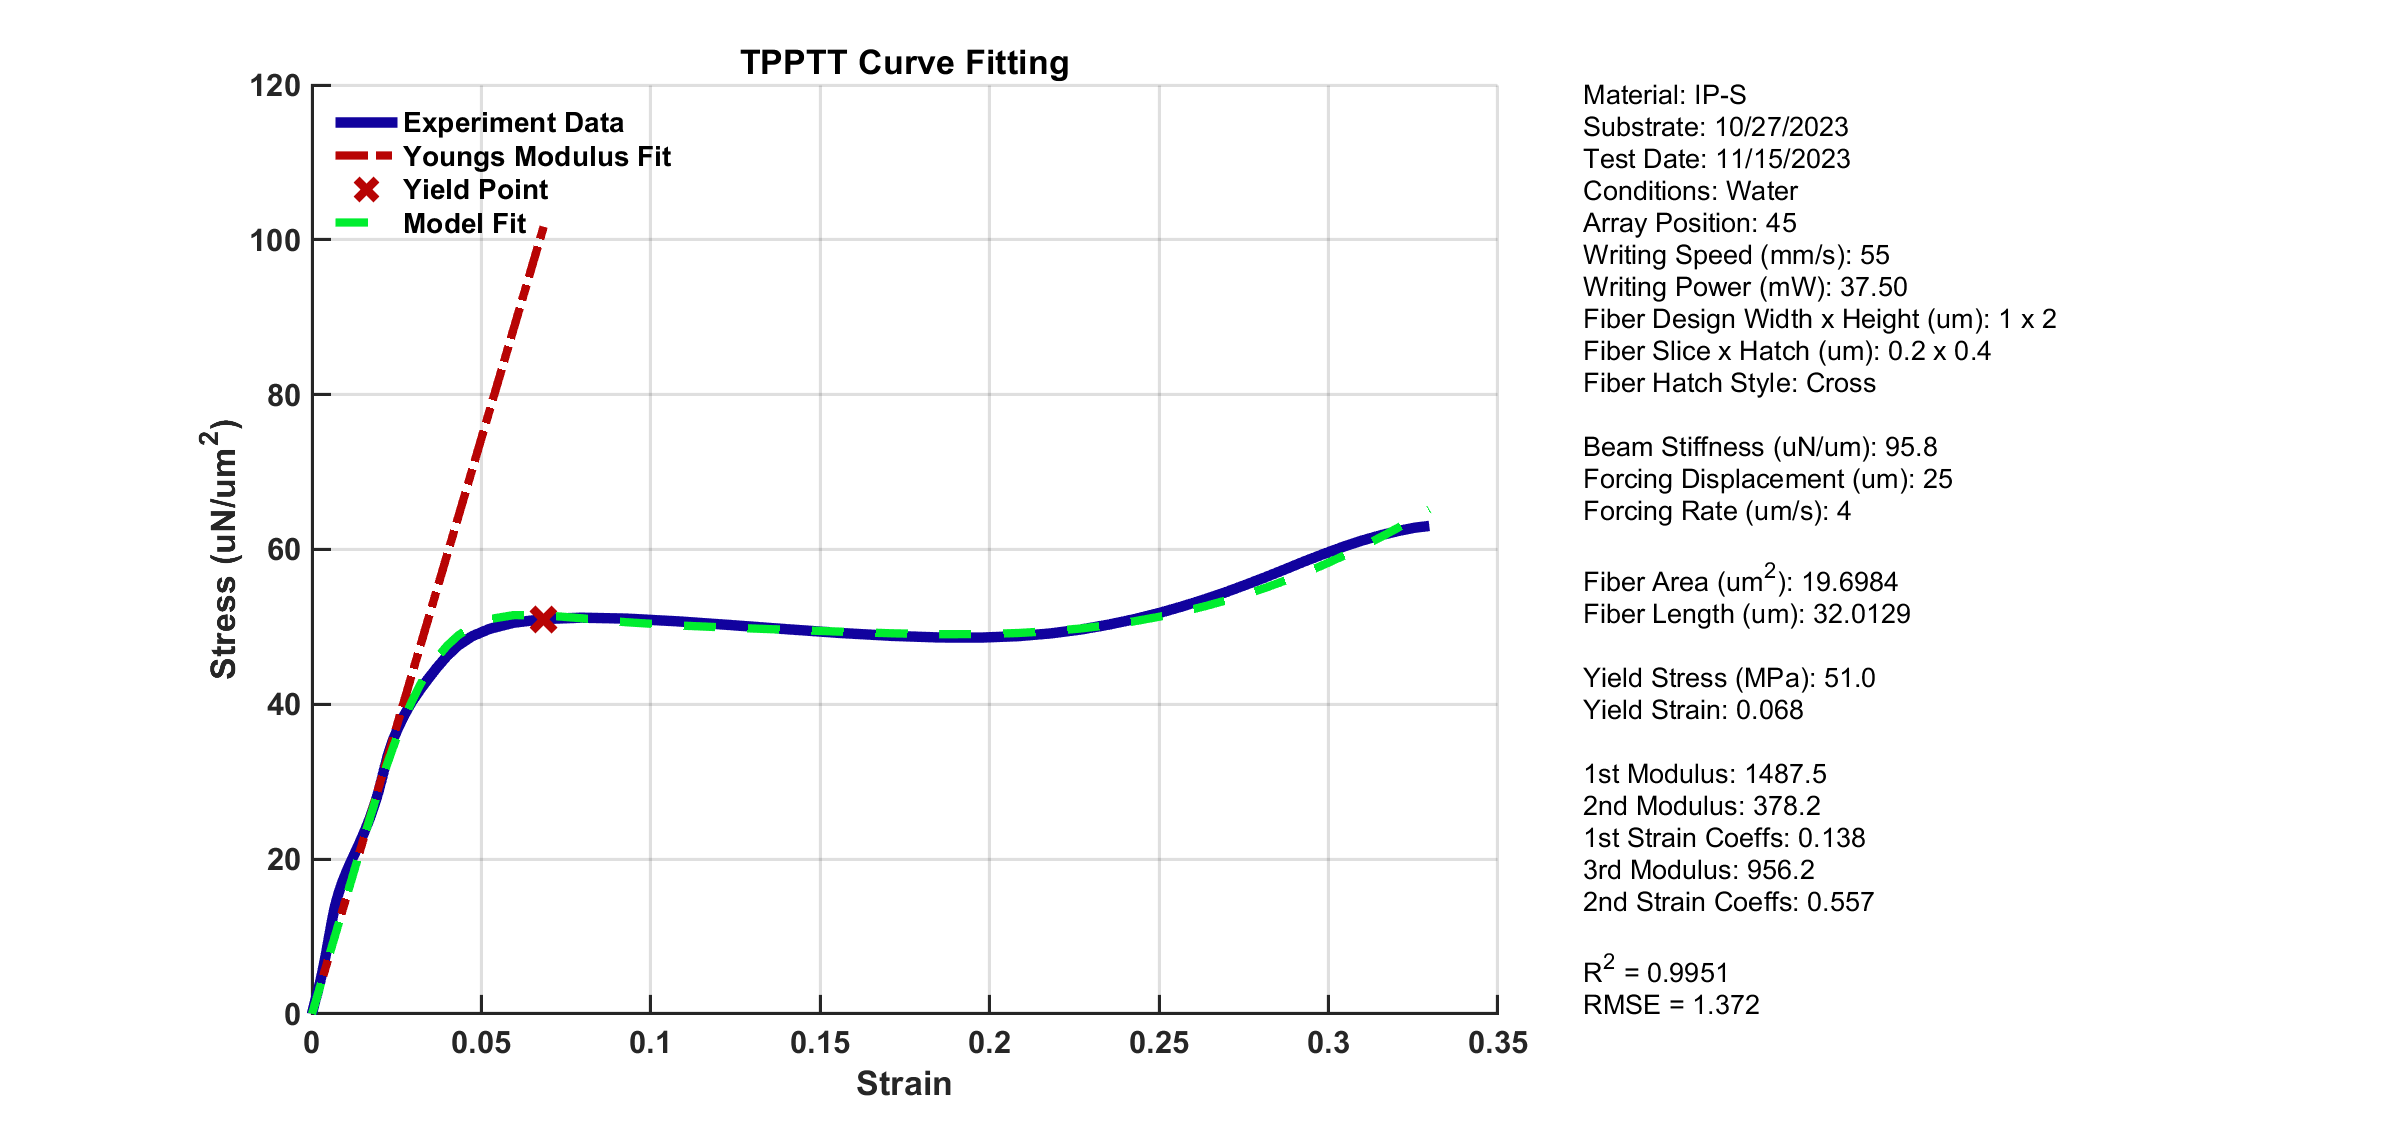 TPPTT Curve Fitting
120
100
80
60
40
20
0
Stress (uN/um²)
Experiment Data
Youngs Modulus Fit
Yield Point
Model Fit
0 0.05 0.1 0.15 0.2 0.25 0.3 0.35
Strain
Material: IP-S
Substrate: 10/27/2023
Test Date: 11/15/2023
Conditions: Water
Array Position: 45
Writing Speed (mm/s): 55
Writing Power (mW): 37.50
Fiber Design Width x Height (um): 1 x 2
Fiber Slice x Hatch (um): 0.2 x 0.4
Fiber Hatch Style: Cross
Beam Stiffness (uN/um): 95.8
Forcing Displacement (um): 25
Forcing Rate (um/s): 4
Fiber Area (um²): 19.6984
Fiber Length (um): 32.0129
Yield Stress (MPa): 51.0
Yield Strain: 0.068
1st Modulus: 1487.5
2nd Modulus: 378.2
1st Strain Coeffs: 0.138
3rd Modulus: 956.2
2nd Strain Coeffs: 0.557
R² = 0.9951
RMSE = 1.372